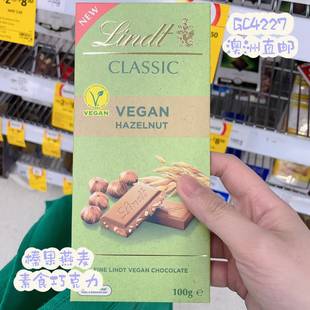 NEW
Lindt
CLASSIC
GC4227
澳洲直邮
VEGAN
VEGAN
HAZELNUT
榛果燕麦
素食巧克力
FINE LINDT VEGAN CHOCOLATE
100g e